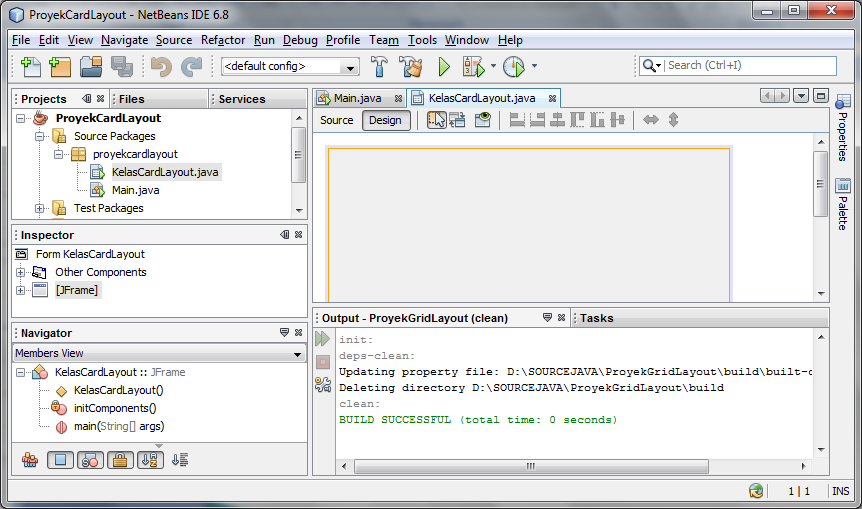 ProyekCardLayout - NetBeans IDE 6.8
File Edit View Navigate Source Refactor Run Debug Profile Team Tools Window Help
<default config>
Search (Ctrl+I)
Projects
Files
Services
ProyekCardLayout
Source Packages
proyekcardlayout
KelasCardLayout.java
Main.java
Test Packages
Inspector
Form KelasCardLayout
Other Components
[JFrame]
Navigator
Members View
KelasCardLayout :: JFrame
KelasCardLayout()
initComponents()
main(String[] args)
Main.java
KelasCardLayout.java
Source
Design
Properties
Palette
Output - ProyekGridLayout (clean)
Tasks
init:
deps-clean:
Updating property file: D:\SOURCEJAVA\ProyekGridLayout\build\built-
Deleting directory D:\SOURCEJAVA\ProyekGridLayout\build
clean:
BUILD SUCCESSFUL (total time: 0 seconds)
1 | 1
INS